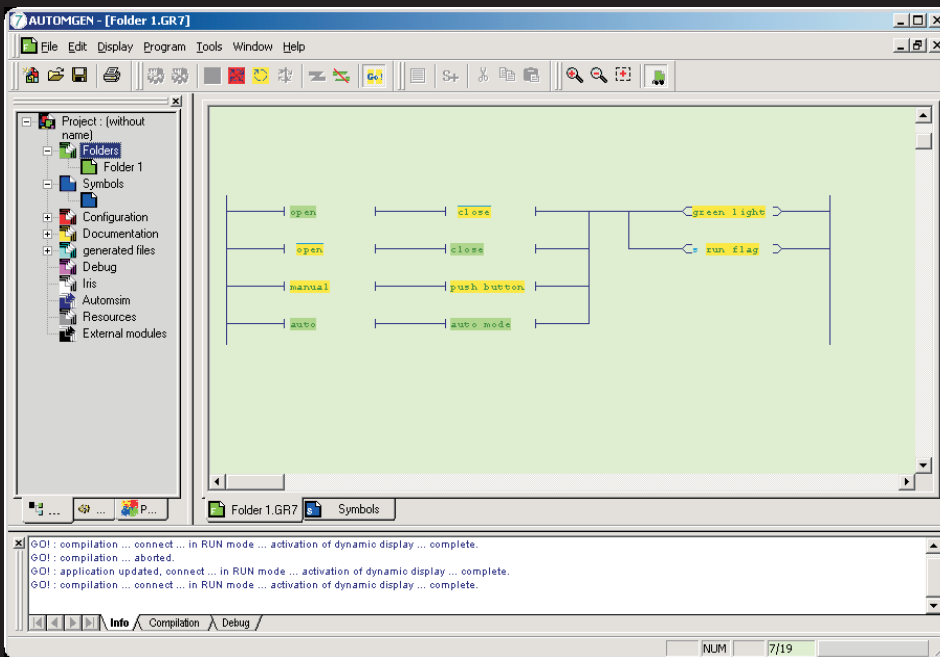 7 AUTOMGEN - [Folder 1.GR7]
File Edit Display Program Tools Window Help
GO! S+
Project : (without
name)
Folders
Folder 1
Symbols
Configuration
Documentation
generated files
Debug
Iris
Automsim
Resources
External modules
open close green light
open close s run flag
manual push button
auto auto mode
... ... P...
Folder 1.GR7 Symbols
GO! : compilation ... connect ... in RUN mode ... activation of dynamic display ... complete.
GO! : compilation ... aborted.
GO! : application updated, connect ... in RUN mode ... activation of dynamic display ... complete.
GO! : compilation ... connect ... in RUN mode ... activation of dynamic display ... complete.
Info Compilation Debug
NUM 7/19